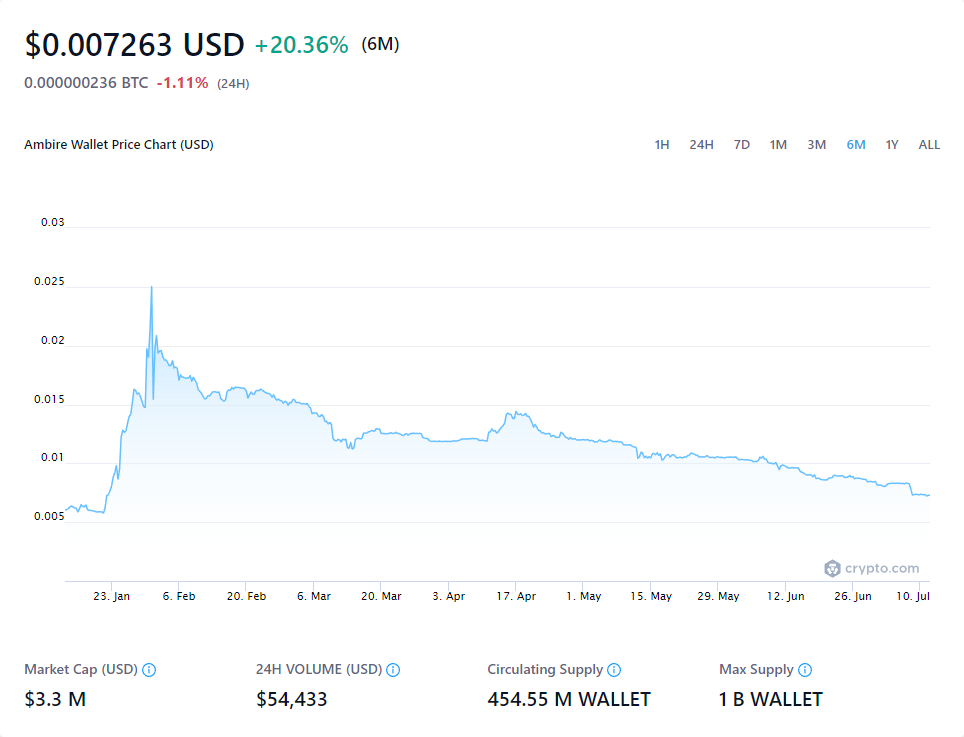 $0.007263 USD +20.36% (6M)
0.000000236 BTC -1.11% (24H)
Ambire Wallet Price Chart (USD)
1H 24H 7D 1M 3M 6M 1Y ALL
0.03
0.025
0.02
0.015
0.01
0.005
crypto.com
23. Jan 6. Feb 20. Feb 6. Mar 20. Mar 3. Apr 17. Apr 1. May 15. May 29. May 12. Jun 26. Jun 10. Jul
Market Cap (USD) 24H VOLUME (USD) Circulating Supply Max Supply
$3.3 M $54,433 454.55 M WALLET 1 B WALLET